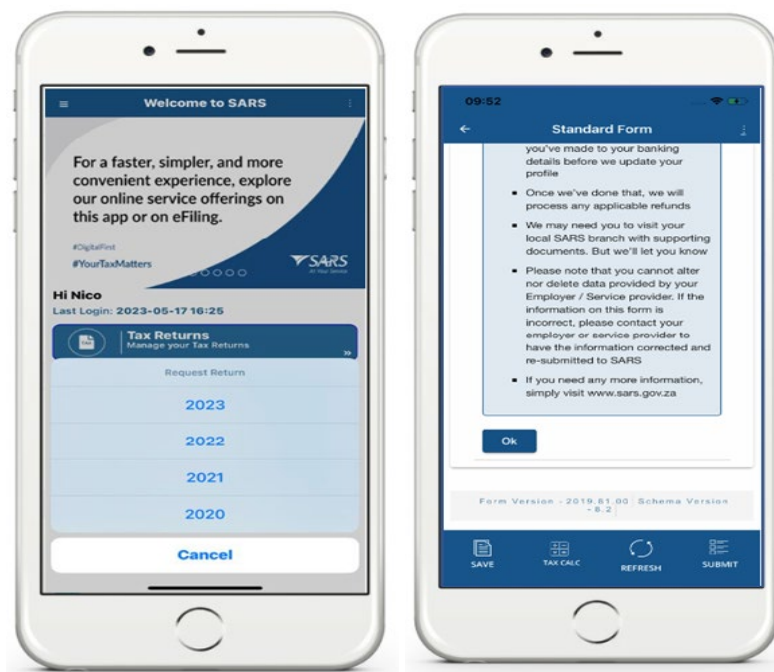 Welcome to SARS
For a faster, simpler, and more
convenient experience, explore
our online service offerings on
this app or on eFiling.
#DigitalFirst
#YourTaxMatters
SARS
At Your Service
Hi Nico
Last Login: 2023-05-17 16:25
Tax Returns
Manage your Tax Returns
»
Request Return
2023
2022
2021
2020
Cancel
09:52
Standard Form
you've made to your banking
details before we update your
profile
▪ Once we've done that, we will
process any applicable refunds
▪ We may need you to visit your
local SARS branch with supporting
documents. But we'll let you know
▪ Please note that you cannot alter
nor delete data provided by your
Employer / Service provider. If the
information on this form is
incorrect, please contact your
employer or service provider to
have the information corrected and
re-submitted to SARS
▪ If you need any more information,
simply visit www.sars.gov.za
Ok
Form Version - 2019.61.00 Schema Version
- 6.2
SAVE
TAX CALC
REFRESH
SUBMIT